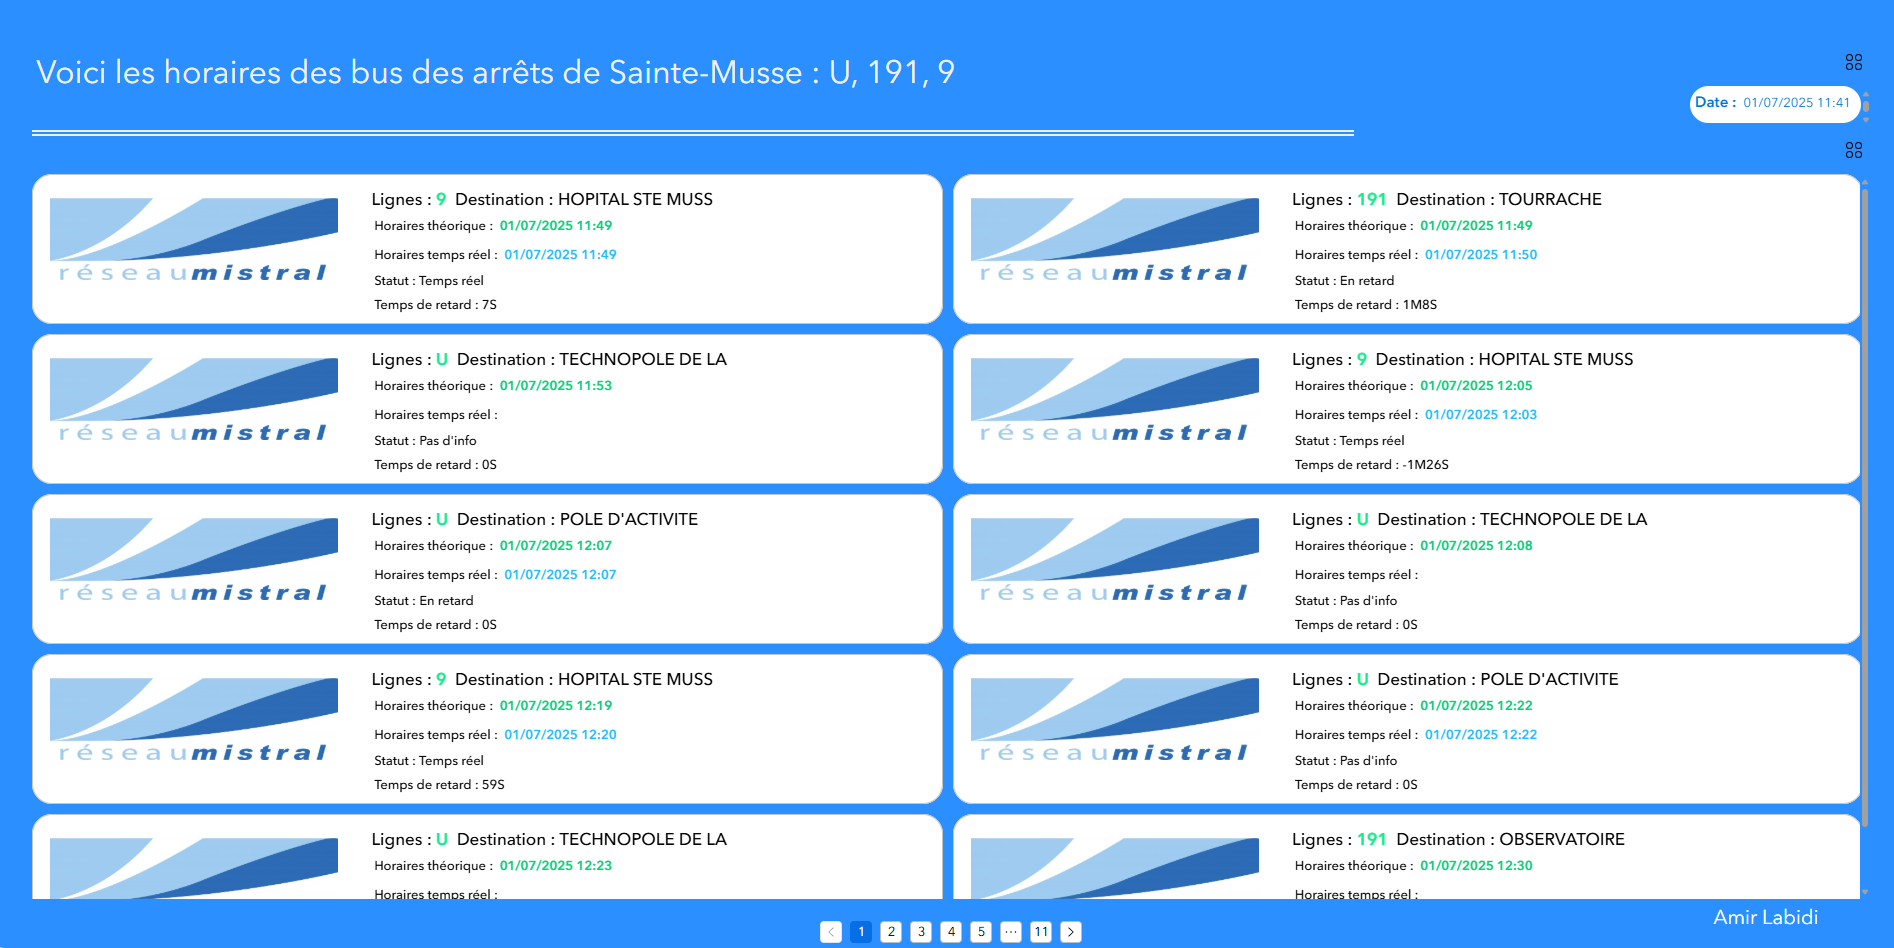 Voici les horaires des bus des arrêts de Sainte-Musse : U, 191, 9
Date : 01/07/2025 11:41
réseaumistral
Lignes : 9 Destination : HOPITAL STE MUSS
Horaires théorique : 01/07/2025 11:49
Horaires temps réel : 01/07/2025 11:49
Statut : Temps réel
Temps de retard : 7S
réseaumistral
Lignes : 191 Destination : TOURRACHE
Horaires théorique : 01/07/2025 11:49
Horaires temps réel : 01/07/2025 11:50
Statut : En retard
Temps de retard : 1M8S
réseaumistral
Lignes : U Destination : TECHNOPOLE DE LA
Horaires théorique : 01/07/2025 11:53
Horaires temps réel :
Statut : Pas d'info
Temps de retard : 0S
réseaumistral
Lignes : 9 Destination : HOPITAL STE MUSS
Horaires théorique : 01/07/2025 12:05
Horaires temps réel : 01/07/2025 12:03
Statut : Temps réel
Temps de retard : -1M26S
réseaumistral
Lignes : U Destination : POLE D'ACTIVITE
Horaires théorique : 01/07/2025 12:07
Horaires temps réel : 01/07/2025 12:07
Statut : En retard
Temps de retard : 0S
réseaumistral
Lignes : U Destination : TECHNOPOLE DE LA
Horaires théorique : 01/07/2025 12:08
Horaires temps réel :
Statut : Pas d'info
Temps de retard : 0S
réseaumistral
Lignes : 9 Destination : HOPITAL STE MUSS
Horaires théorique : 01/07/2025 12:19
Horaires temps réel : 01/07/2025 12:20
Statut : Temps réel
Temps de retard : 59S
réseaumistral
Lignes : U Destination : POLE D'ACTIVITE
Horaires théorique : 01/07/2025 12:22
Horaires temps réel : 01/07/2025 12:22
Statut : Pas d'info
Temps de retard : 0S
Lignes : U Destination : TECHNOPOLE DE LA
Horaires théorique : 01/07/2025 12:23
Horaires temps réel :
Lignes : 191 Destination : OBSERVATOIRE
Horaires théorique : 01/07/2025 12:30
Horaires temps réel :
Amir Labidi
< 1 2 3 4 5 ··· 11 >